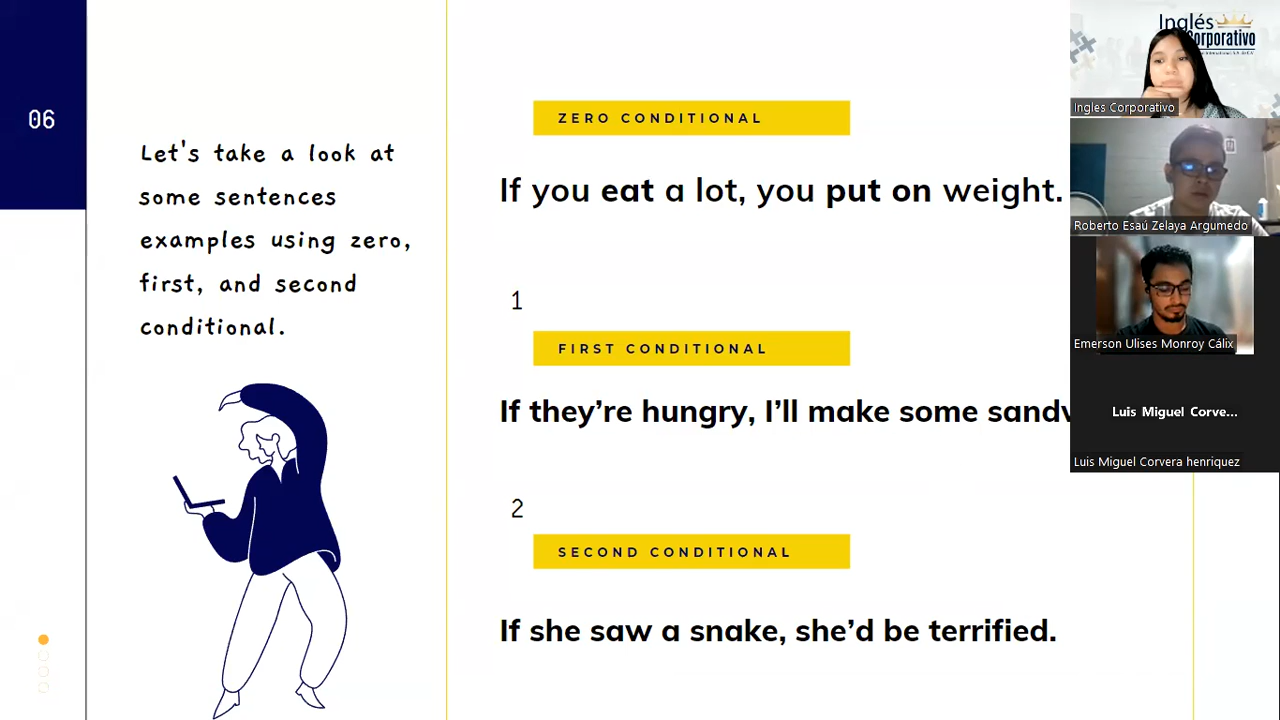 06
Let's take a look at
some sentences
examples using zero,
first, and second
conditional.
ZERO CONDITIONAL
If you eat a lot, you put on weight.
1
FIRST CONDITIONAL
If they’re hungry, I’ll make some
2
SECOND CONDITIONAL
If she saw a snake, she’d be terrified.
Inglés
Corporativo
Ingles Corporativo
Roberto Esaú Zelaya Argumedo
Emerson Ulises Monroy Cálix
Luis Miguel Corve...
Luis Miguel Corvera henriquez